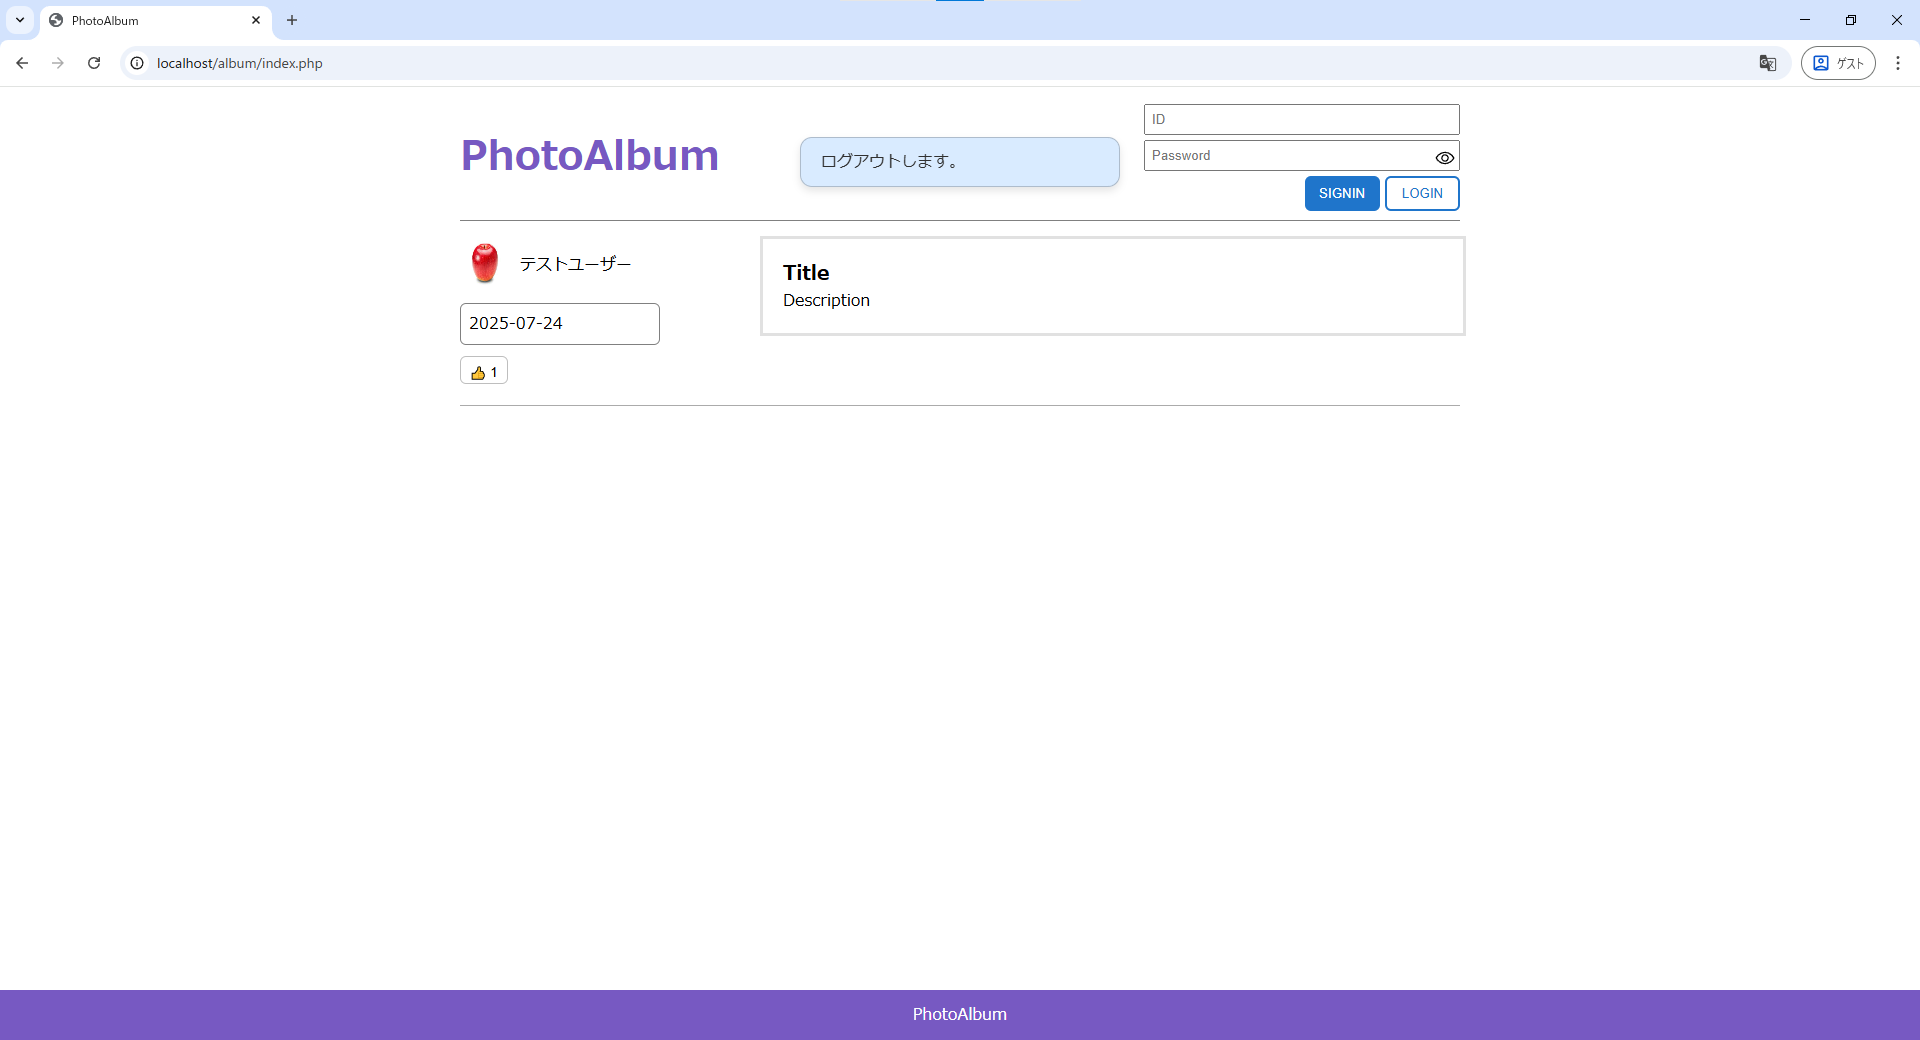 PhotoAlbum
localhost/album/index.php
ゲスト
PhotoAlbum
ログアウトします。
ID
Password
SIGNIN
LOGIN
テストユーザー
2025-07-24
1
Title
Description
PhotoAlbum